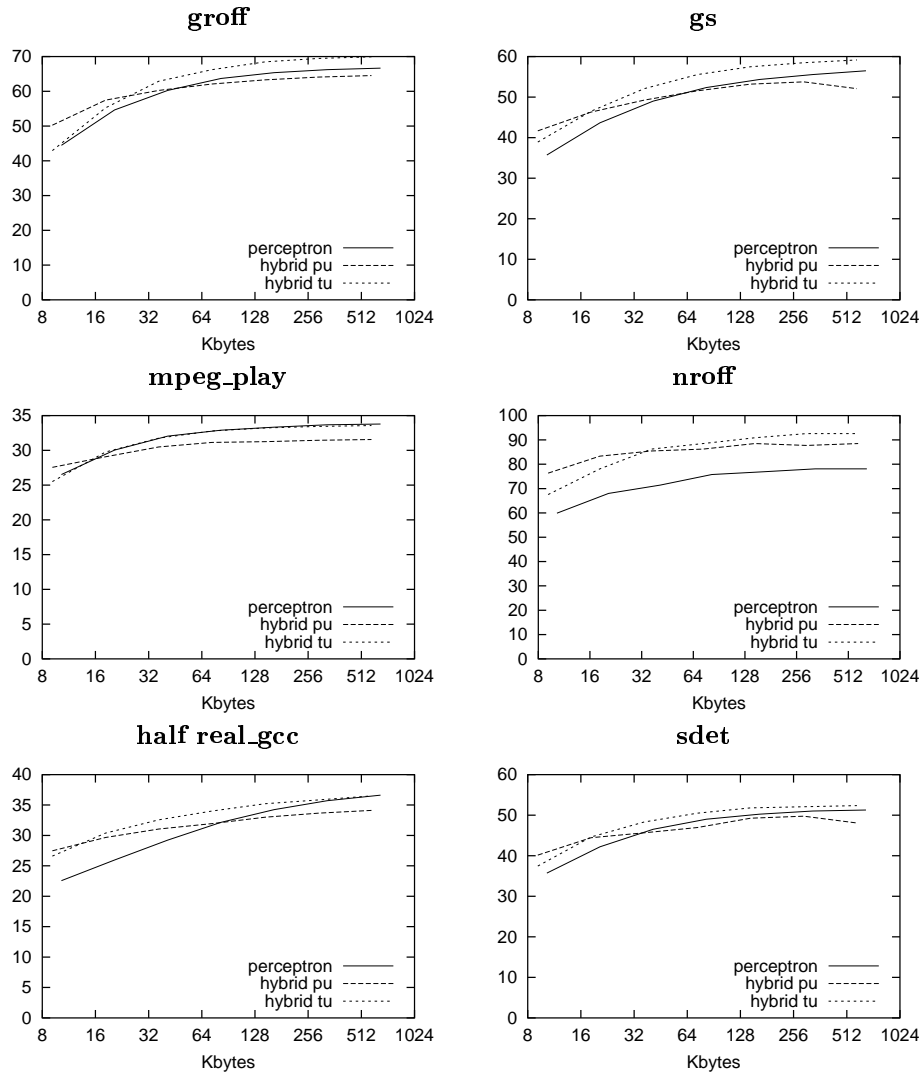 groff
70
60
50
40
30
20
10
0
perceptron
hybrid pu
hybrid tu
8 16 32 64 128 256 512 1024
Kbytes
gs
60
50
40
30
20
10
0
perceptron
hybrid pu
hybrid tu
8 16 32 64 128 256 512 1024
Kbytes
mpeg_play
35
30
25
20
15
10
5
0
perceptron
hybrid pu
hybrid tu
8 16 32 64 128 256 512 1024
Kbytes
nroff
100
90
80
70
60
50
40
30
20
10
0
perceptron
hybrid pu
hybrid tu
8 16 32 64 128 256 512 1024
Kbytes
half real_gcc
40
35
30
25
20
15
10
5
0
perceptron
hybrid pu
hybrid tu
8 16 32 64 128 256 512 1024
Kbytes
sdet
60
50
40
30
20
10
0
perceptron
hybrid pu
hybrid tu
8 16 32 64 128 256 512 1024
Kbytes